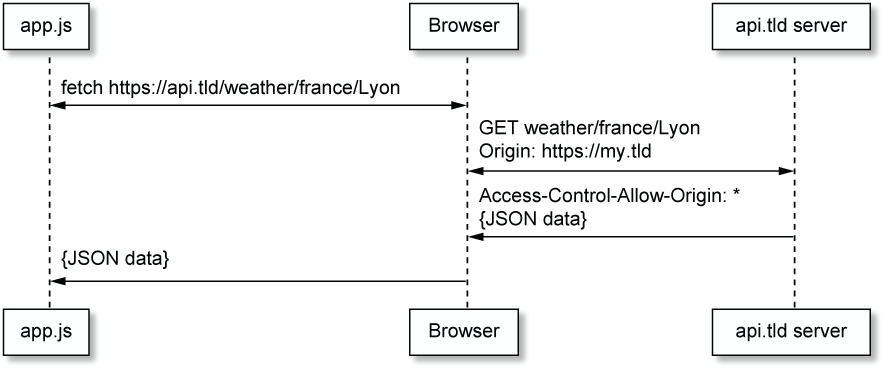 app.js
Browser
api.tld server
fetch https://api.tld/weather/france/Lyon
GET weather/france/Lyon
Origin: https://my.tld
Access-Control-Allow-Origin: *
{JSON data}
{JSON data}
app.js
Browser
api.tld server